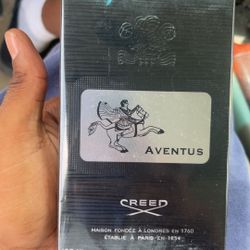 AVENTUS
CREED
MAISON FONDÉE À LONDRES EN 1760
ÉTABLIE À PARIS EN 1854